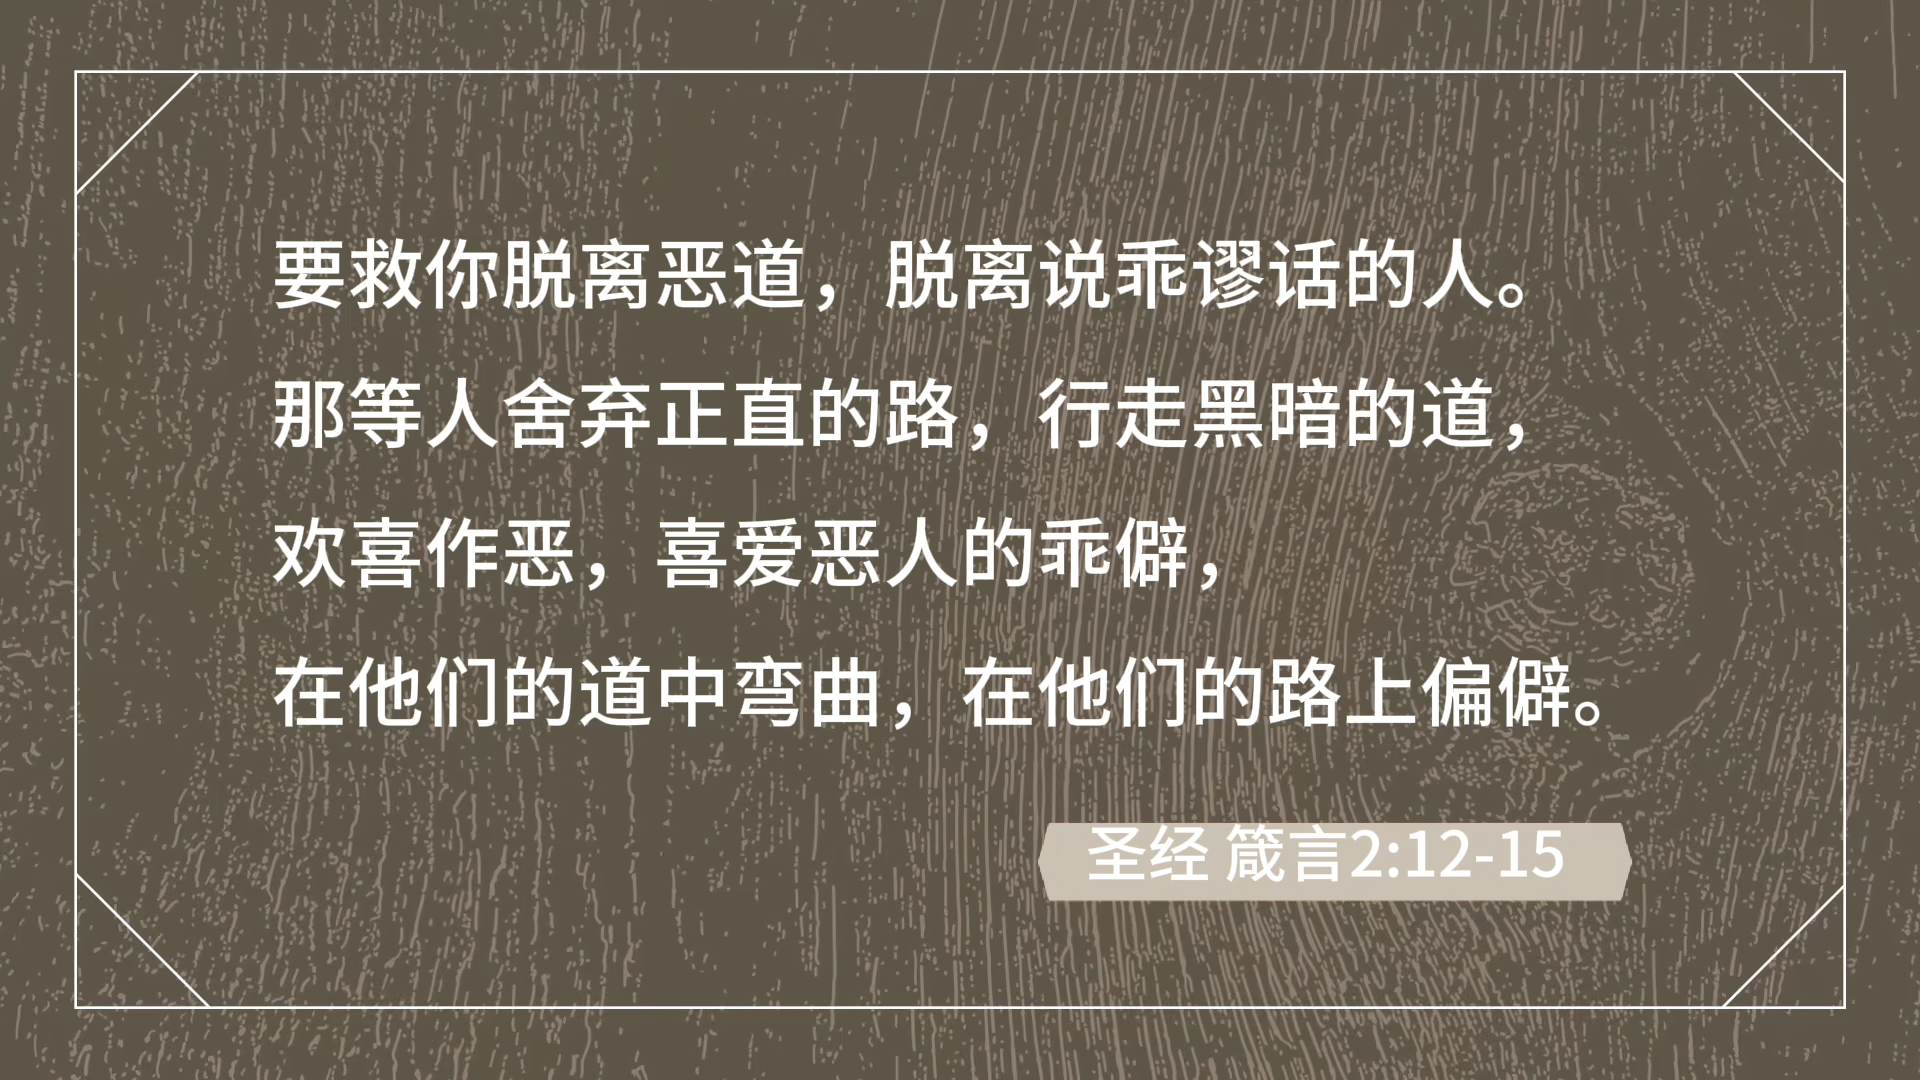 要救你脱离恶道，脱离说乖谬话的人。
那等人舍弃正直的路，行走黑暗的道，
欢喜作恶，喜爱恶人的乖僻，
在他们的道中弯曲，在他们的路上偏僻。
圣经 箴言2:12-15